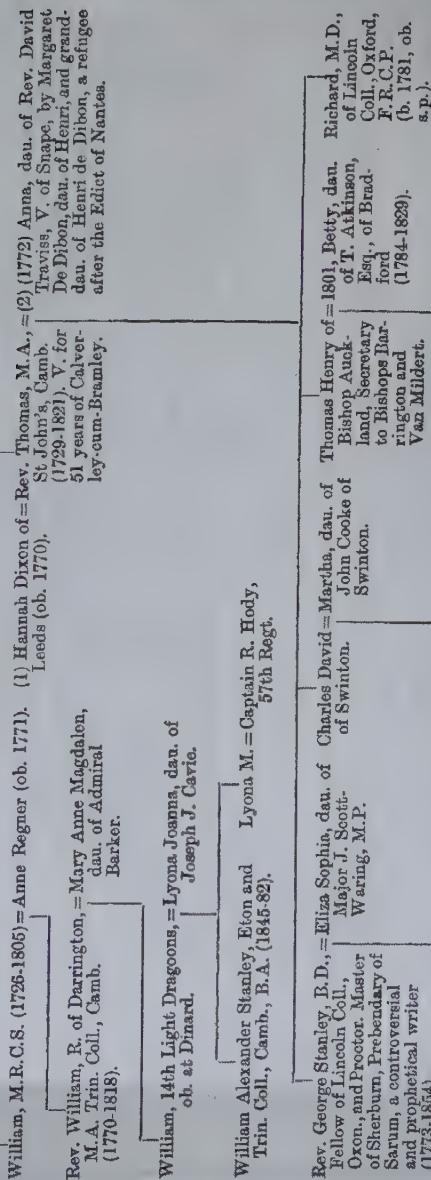 William, M.R.C.S. (1726-1805) = Anne Regner (ob. 1771).
(1) Hannah Dixon of = Rev. Thomas, M.A., = (2) (1772) Anna, dau. of Rev. David
Leeds (ob. 1770).
St John's, Camb.
(1729-1821). V. for
51 years of Calver-
ley-cum-Bramley.
Traviss, V. of Snape, by Margaret
De Dibon, dau. of Henri, and grand-
dau. of Henri de Dibon, a refugee
after the Edict of Nantes.
Rev. William, R. of Darrington, = Mary Anne Magdalen,
M.A. Trin. Coll., Camb.
(1770-1818).
dau. of Admiral
Barker.
William, 14th Light Dragoons, = Lyona Joanna, dau. of
ob. at Dinard.
Joseph J. Cavie.
William Alexander Stanley, Eton and
Trin. Coll., Camb., B.A. (1845-82).
Lyona M. = Captain R. Hody,
57th Regt.
Rev. George Stanley, B.D., = Eliza Sophia, dau. of
Fellow of Lincoln Coll.,
Oxon., and Proctor. Master
of Sherburn, Prebendary of
Sarum, a controversial
and prophetical writer
(1773-1854)
Major J. Scott-
Waring, M.P.
Charles David = Martha, dau. of
of Swinton.
John Cooke of
Swinton.
Thomas Henry of = 1801, Betty, dau.
Bishop Auck-
land, Secretary
to Bishops Bar-
rington and
Van Mildert.
of T. Atkinson,
Esq., of Brad-
ford
(1784-1829).
Richard, M.D.,
of Lincoln
Coll., Oxford,
F.R.C.P.
(b. 1781, ob.
s.p.).